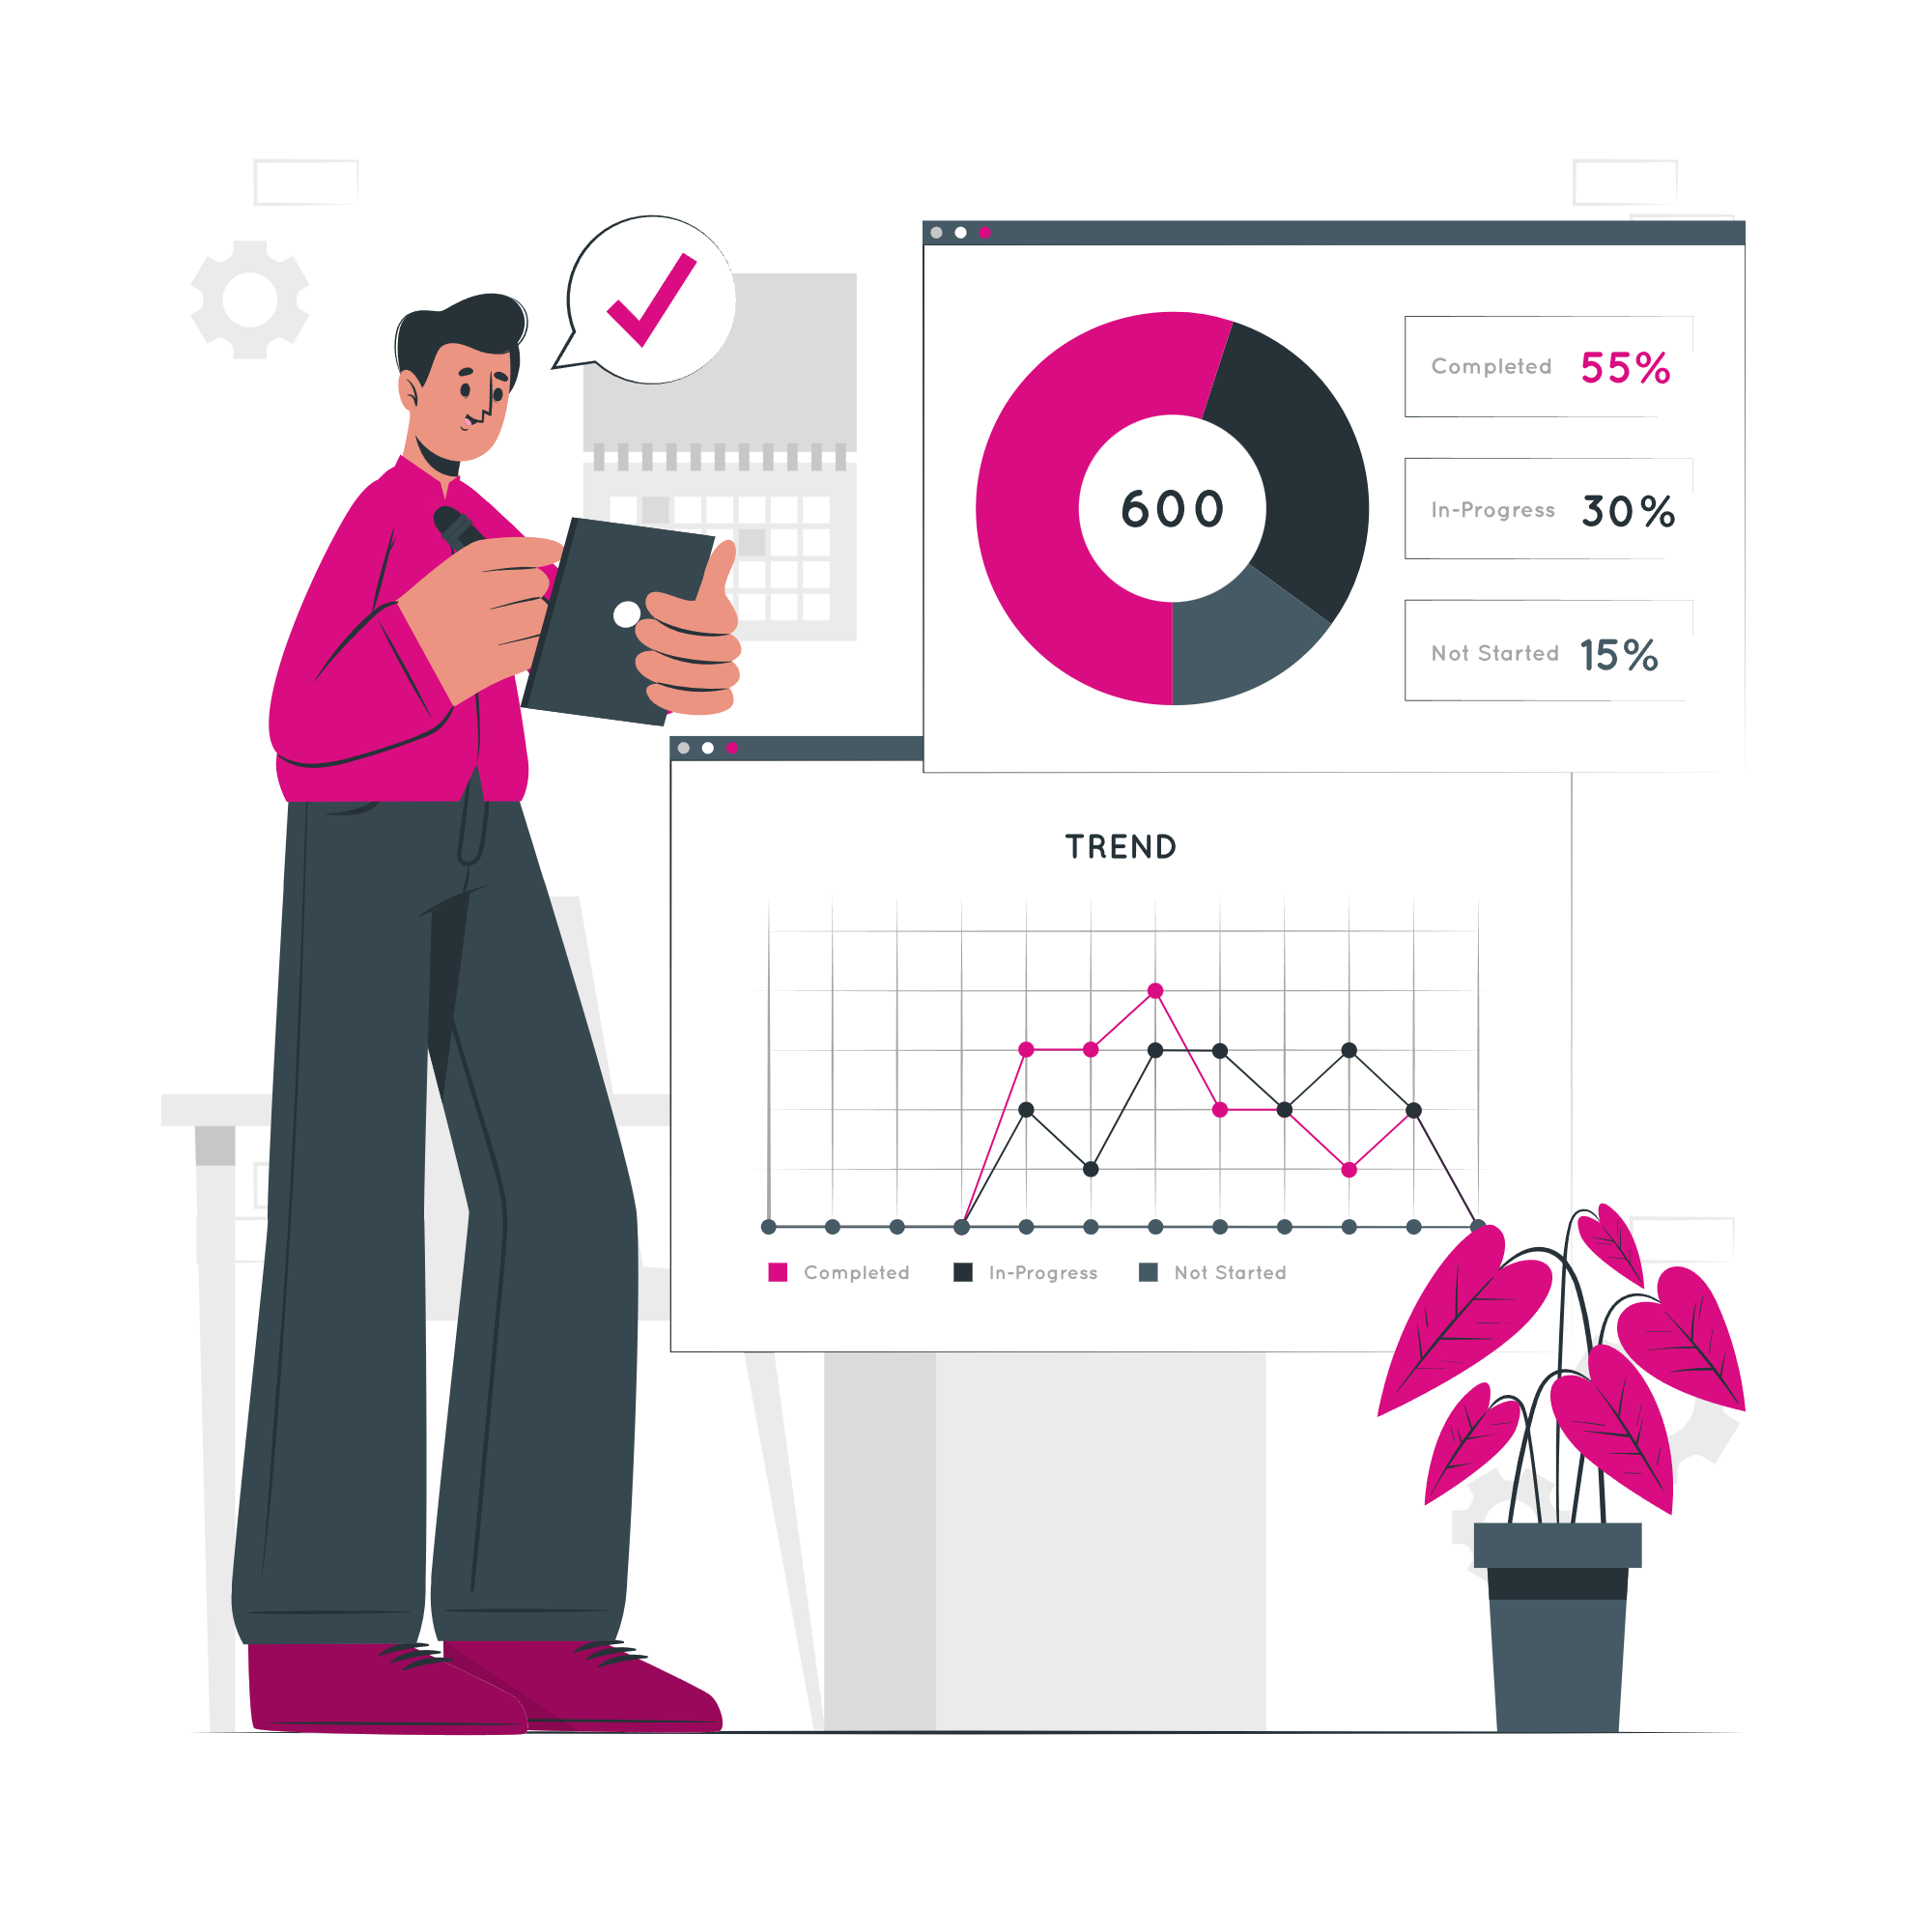 600
Completed 55%
In-Progress 30%
Not Started 15%
TREND
Completed In-Progress Not Started